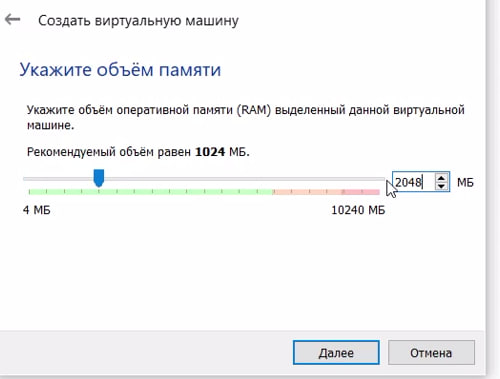 Создать виртуальную машину
Укажите объём памяти
Укажите объём оперативной памяти (RAM) выделенный данной виртуальной
машине.
Рекомендуемый объём равен 1024 МБ.
2048 МБ
4 МБ 10240 МБ
Далее Отмена